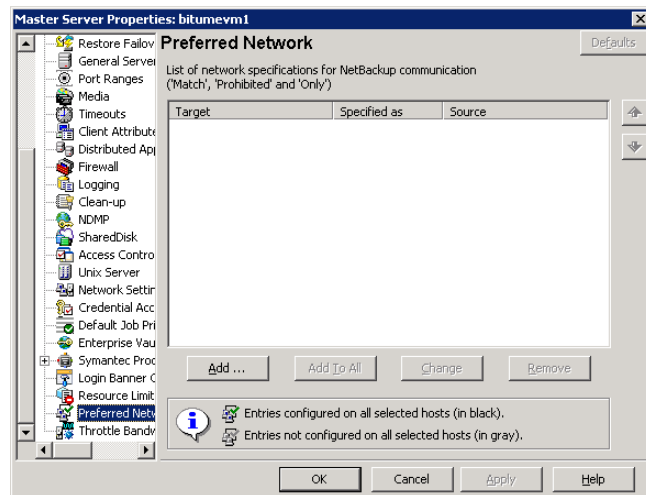 Master Server Properties: bitumevm1
Restore Failov
General Server
Port Ranges
Media
Timeouts
Client Attribute
Distributed App
Firewall
Logging
Clean-up
NDMP
SharedDisk
Access Contro
Unix Server
Network Settin
Credential Acc
Default Job Pri
Enterprise Vau
Symantec Prod
Login Banner C
Resource Limit
Preferred Netw
Throttle Bandw
Preferred Network
Defaults
List of network specifications for NetBackup communication
('Match', 'Prohibited' and 'Only')
Target Specified as Source
Add ... Add To All Change Remove
Entries configured on all selected hosts (in black).
Entries not configured on all selected hosts (in gray).
OK Cancel Apply Help